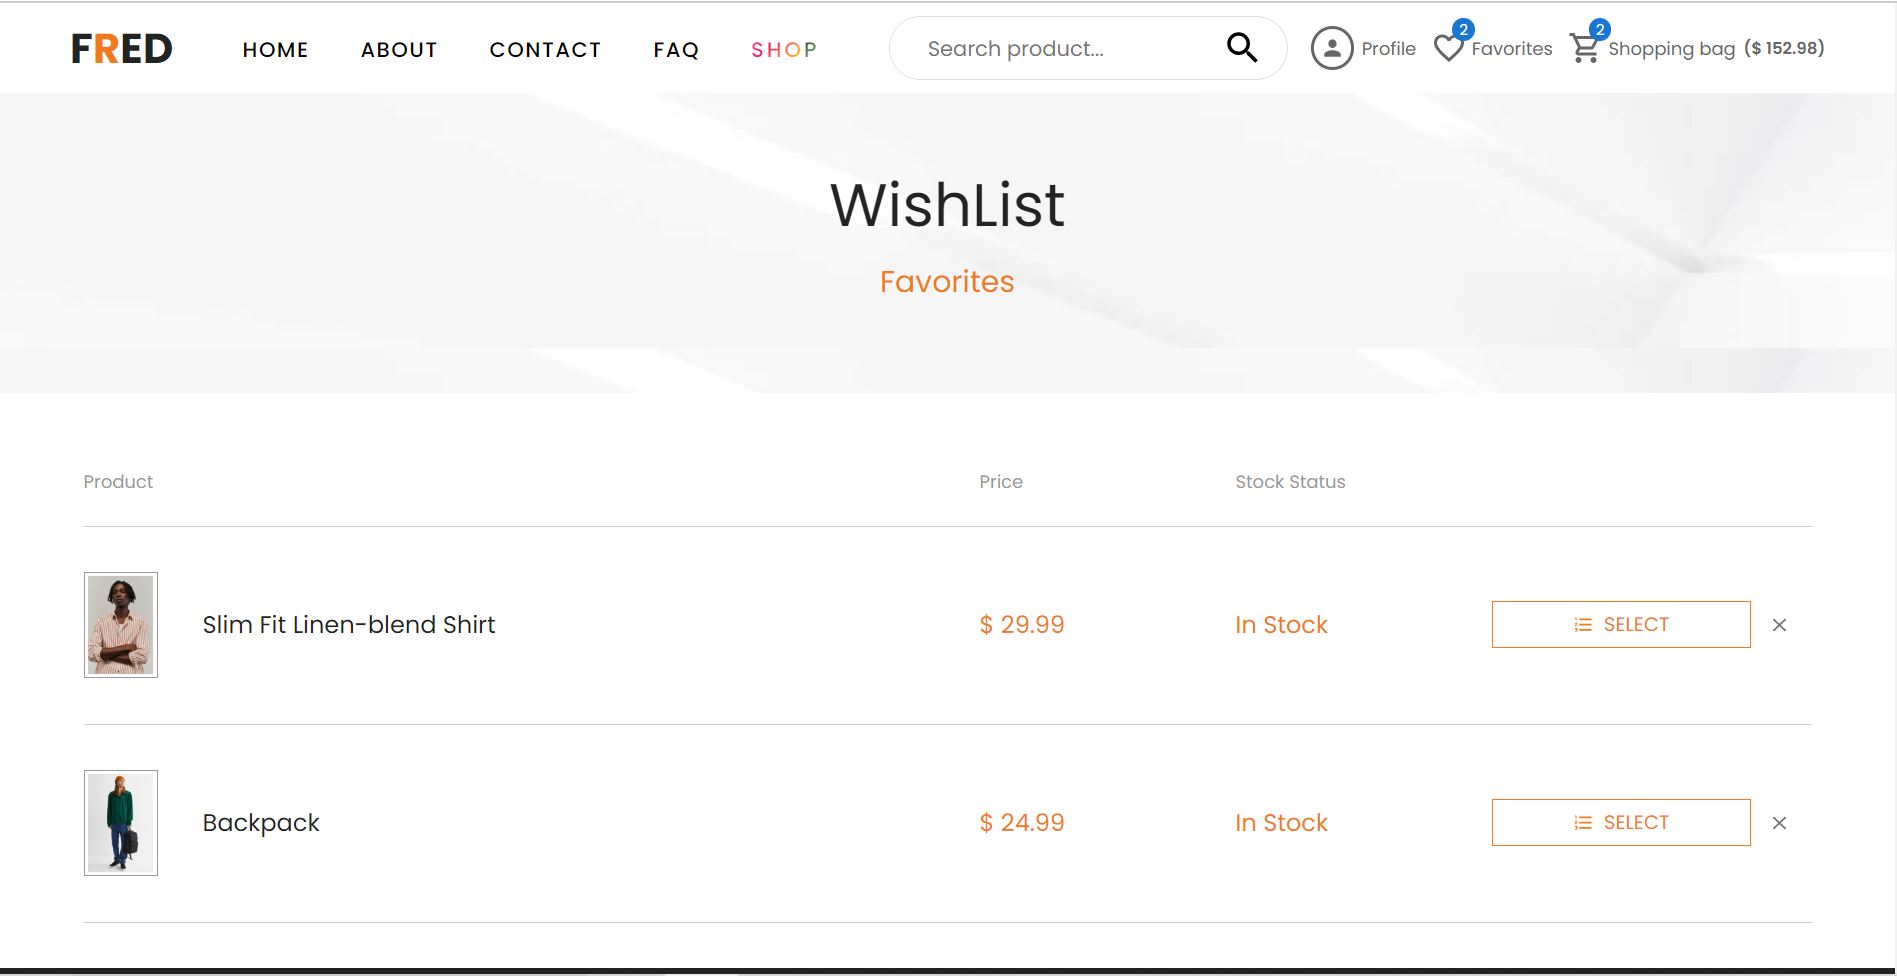 FRED HOME ABOUT CONTACT FAQ SHOP Search product... Profile 2 Favorites 2 Shopping bag ($ 152.98)
WishList
Favorites
Product Price Stock Status
Slim Fit Linen-blend Shirt $ 29.99 In Stock SELECT
Backpack $ 24.99 In Stock SELECT